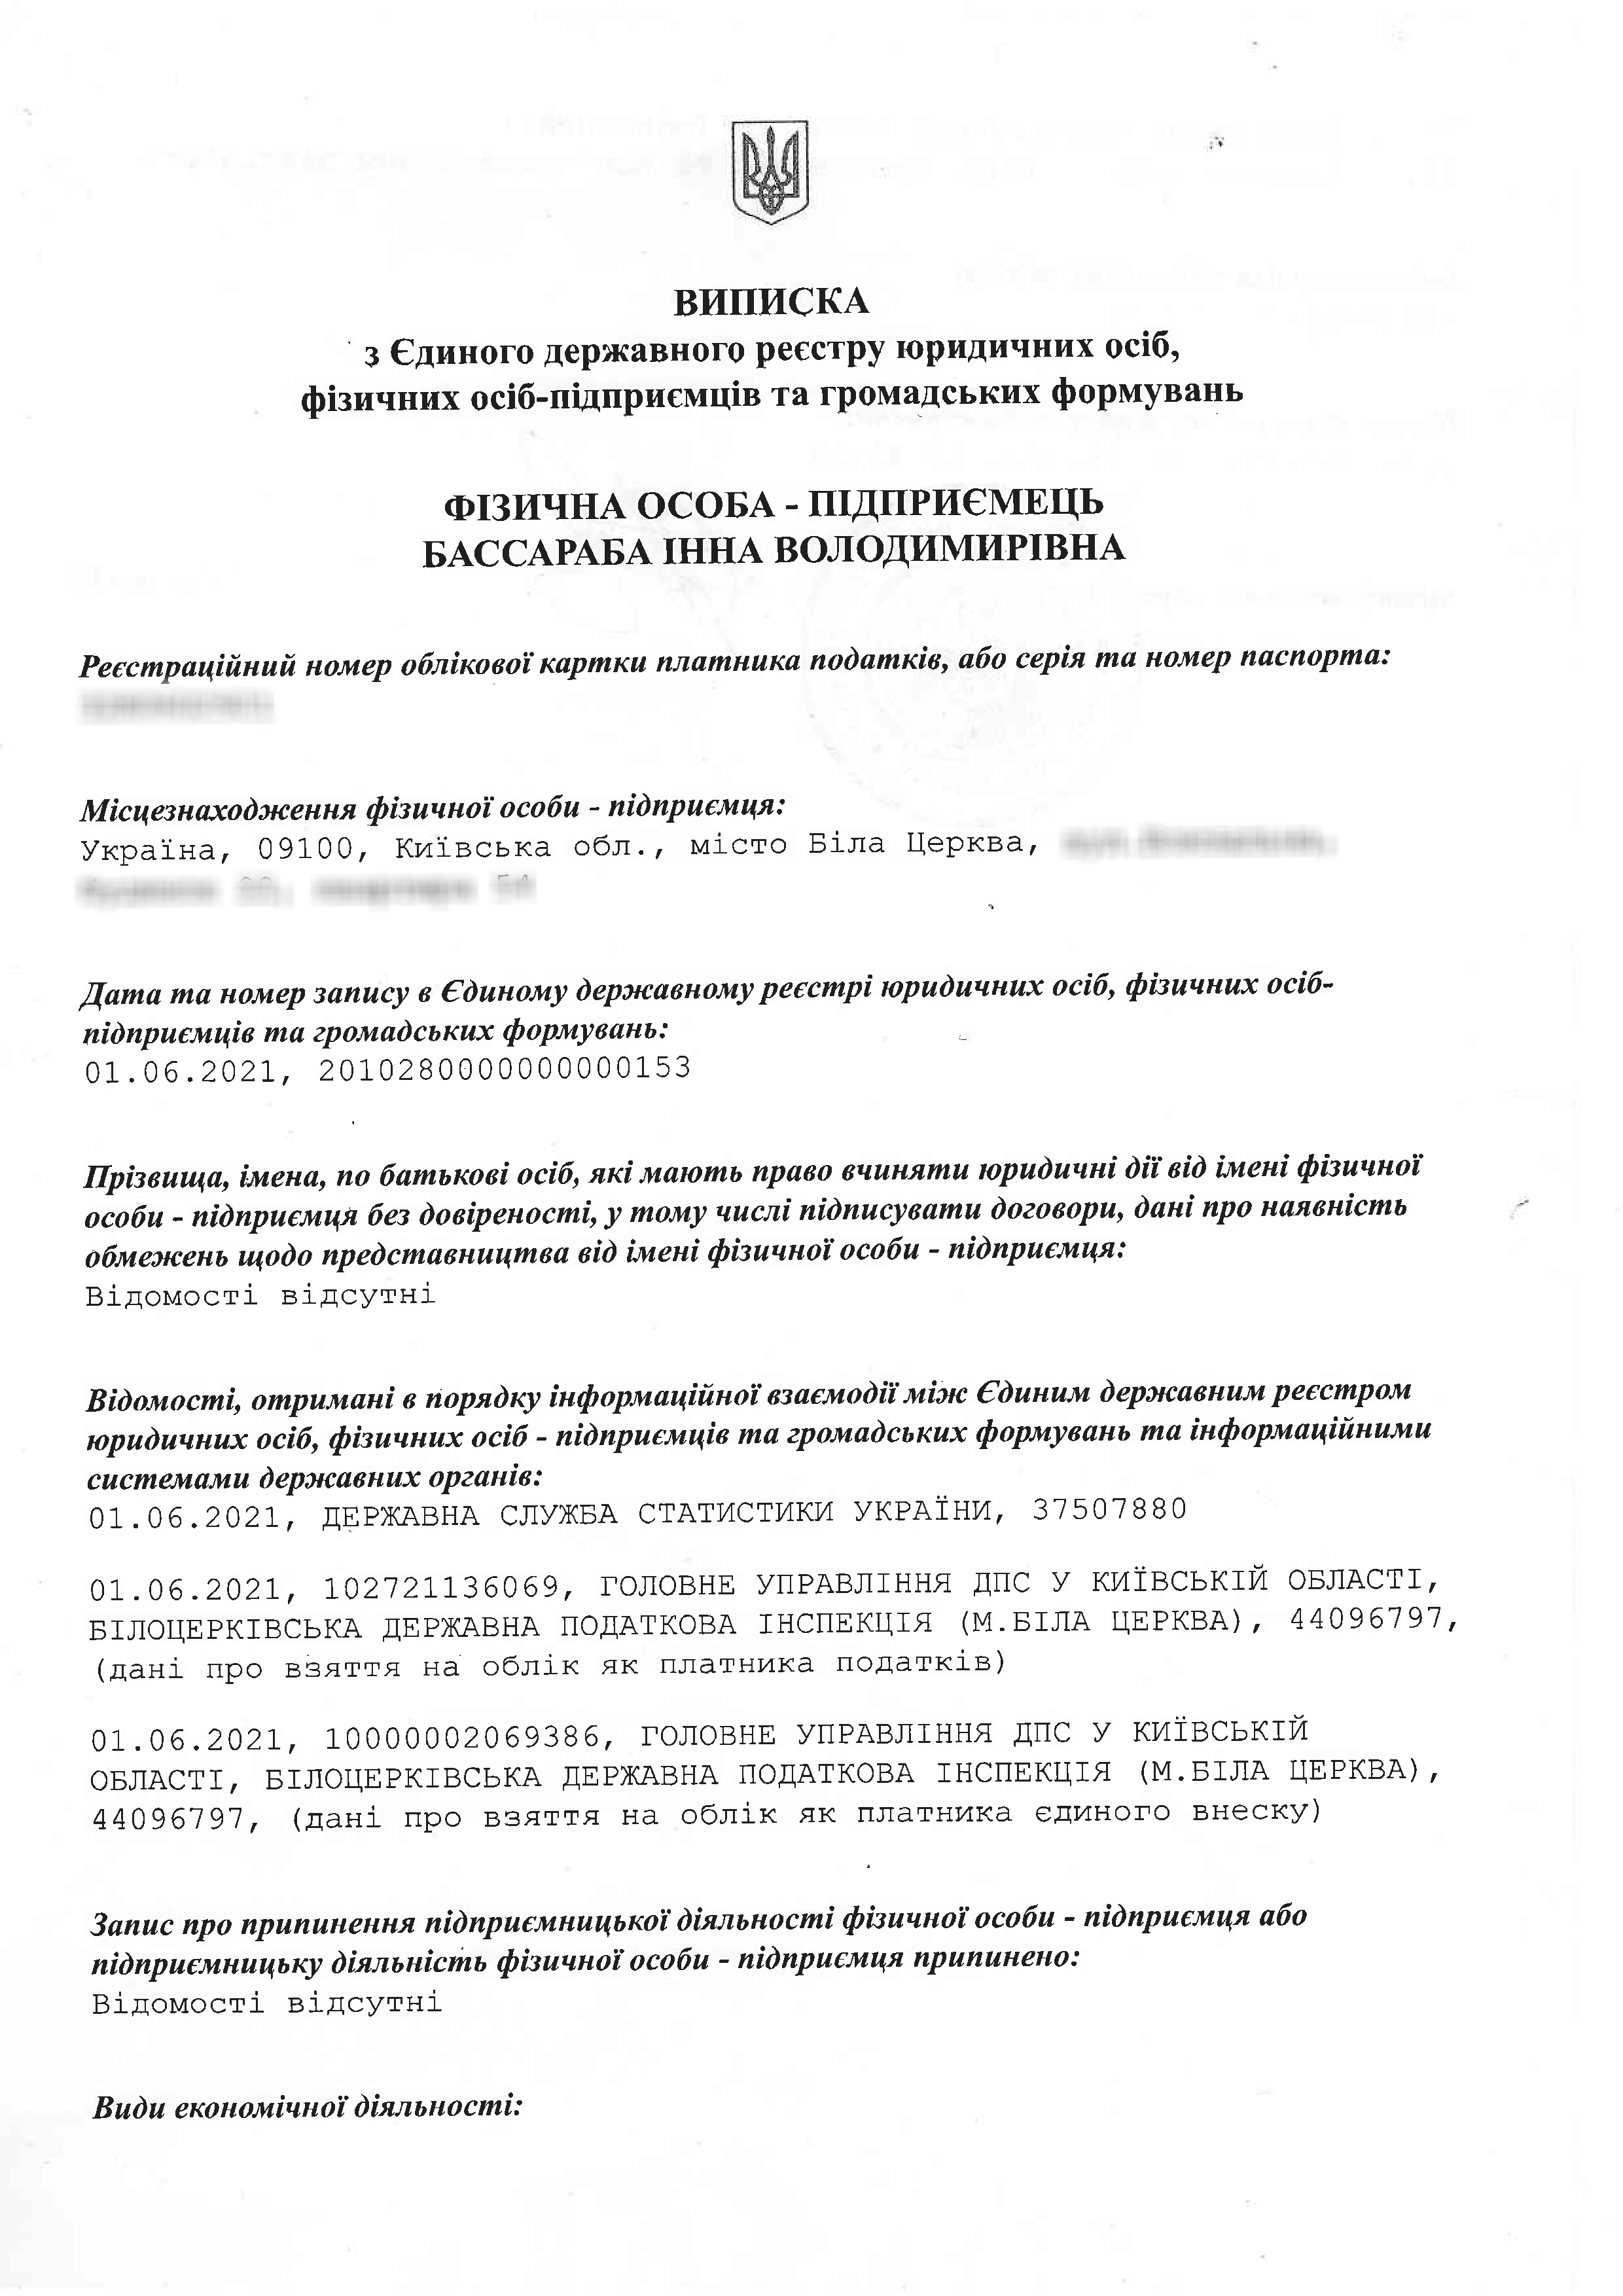 ВИПИСКА
з Єдиного державного реєстру юридичних осіб,
фізичних осіб-підприємців та громадських формувань
ФІЗИЧНА ОСОБА - ПІДПРИЄМЕЦЬ
БАССАРАБА ІННА ВОЛОДИМИРІВНА
Реєстраційний номер облікової картки платника податків, або серія та номер паспорта:
Місцезнаходження фізичної особи - підприємця:
Україна, 09100, Київська обл., місто Біла Церква,
Дата та номер запису в Єдиному державному реєстрі юридичних осіб, фізичних осіб-
підприємців та громадських формувань:
01.06.2021, 2010280000000000153
Прізвища, імена, по батькові осіб, які мають право вчиняти юридичні дії від імені фізичної
особи - підприємця без довіреності, у тому числі підписувати договори, дані про наявність
обмежень щодо представництва від імені фізичної особи - підприємця:
Відомості відсутні
Відомості, отримані в порядку інформаційної взаємодії між Єдиним державним реєстром
юридичних осіб, фізичних осіб - підприємців та громадських формувань та інформаційними
системами державних органів:
01.06.2021, ДЕРЖАВНА СЛУЖБА СТАТИСТИКИ УКРАЇНИ, 37507880
01.06.2021, 102721136069, ГОЛОВНЕ УПРАВЛІННЯ ДПС У КИЇВСЬКІЙ ОБЛАСТІ,
БІЛОЦЕРКІВСЬКА ДЕРЖАВНА ПОДАТКОВА ІНСПЕКЦІЯ (М.БІЛА ЦЕРКВА), 44096797,
(дані про взяття на облік як платника податків)
01.06.2021, 10000002069386, ГОЛОВНЕ УПРАВЛІННЯ ДПС У КИЇВСЬКІЙ
ОБЛАСТІ, БІЛОЦЕРКІВСЬКА ДЕРЖАВНА ПОДАТКОВА ІНСПЕКЦІЯ (М.БІЛА ЦЕРКВА),
44096797, (дані про взяття на облік як платника єдиного внеску)
Запис про припинення підприємницької діяльності фізичної особи - підприємця або
підприємницьку діяльність фізичної особи - підприємця припинено:
Відомості відсутні
Види економічної діяльності: